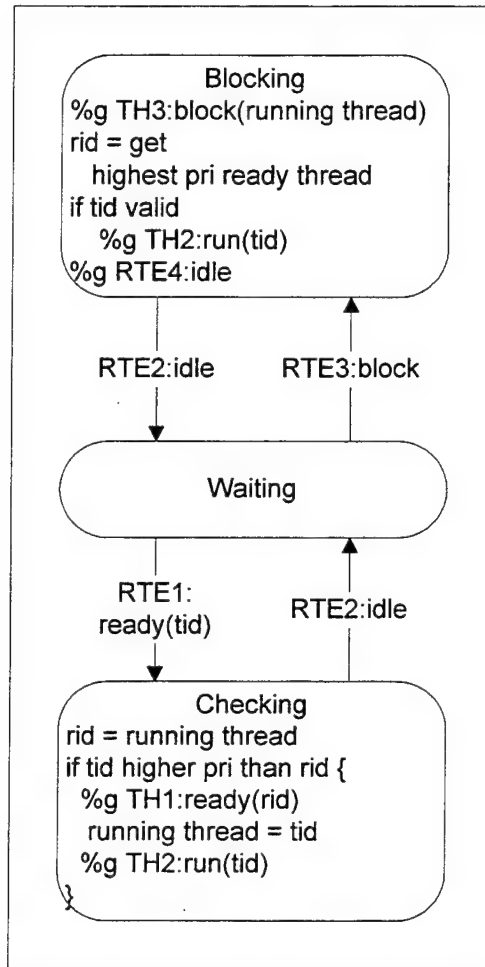 Blocking
%g TH3:block(running thread)
rid = get
highest pri ready thread
if tid valid
%g TH2:run(tid)
%g RTE4:idle
RTE2:idle
RTE3:block
Waiting
RTE1:
ready(tid)
RTE2:idle
Checking
rid = running thread
if tid higher pri than rid {
%g TH1:ready(rid)
running thread = tid
%g TH2:run(tid)
}